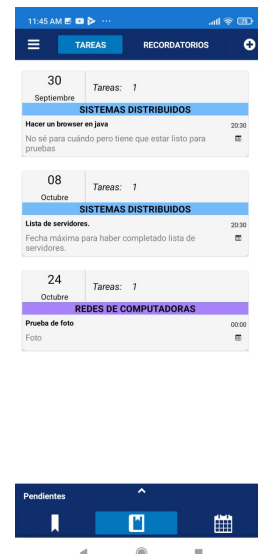 11:45 AM
TAREAS RECORDATORIOS
30 Tareas: 1
Septiembre
SISTEMAS DISTRIBUIDOS
Hacer un browser en java 20:30
No sé para cuándo pero tiene que estar listo para
pruebas
08 Tareas: 1
Octubre
SISTEMAS DISTRIBUIDOS
Lista de servidores. 20:30
Fecha máxima para haber completado lista de
servidores.
24 Tareas: 1
Octubre
REDES DE COMPUTADORAS
Prueba de foto 00:00
Foto
Pendientes